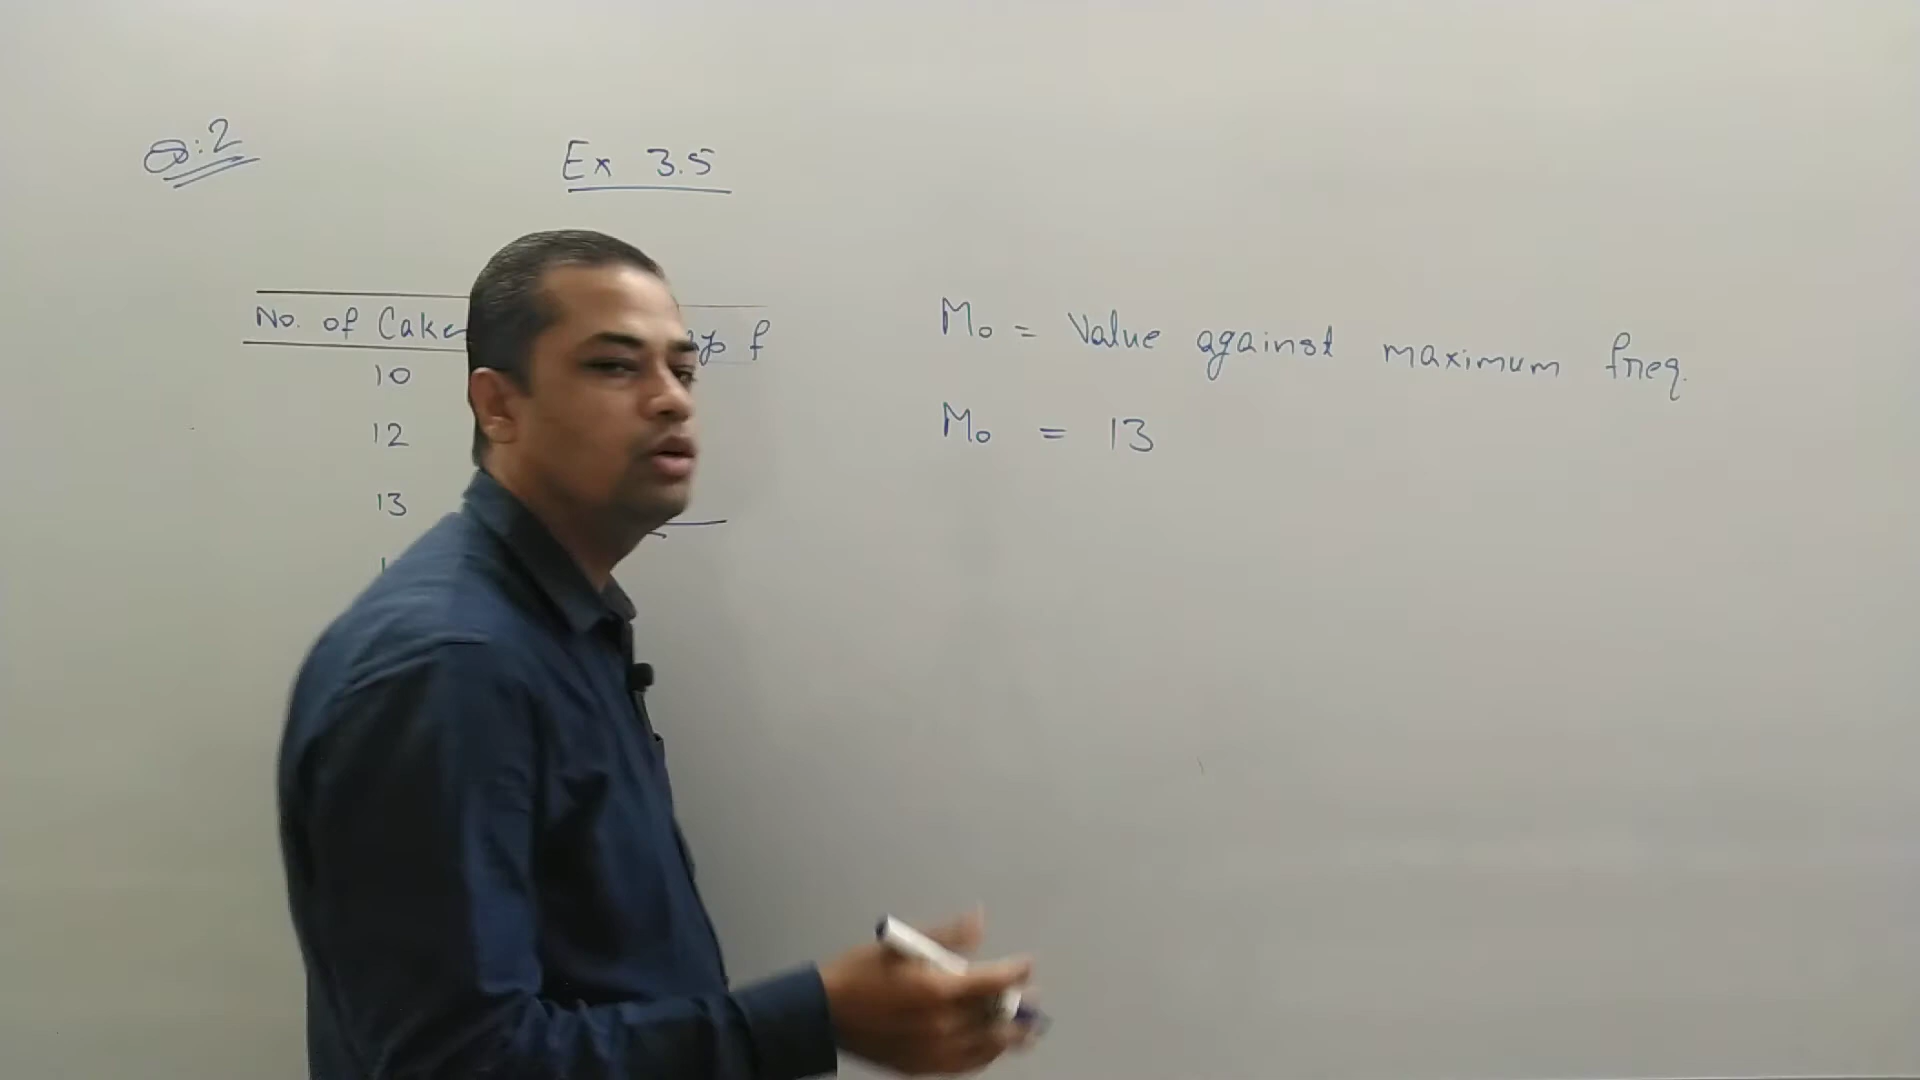 Q:2
Ex 3.5
No. of Cake f
10
12
13
Mo = Value against maximum freq.
Mo = 13